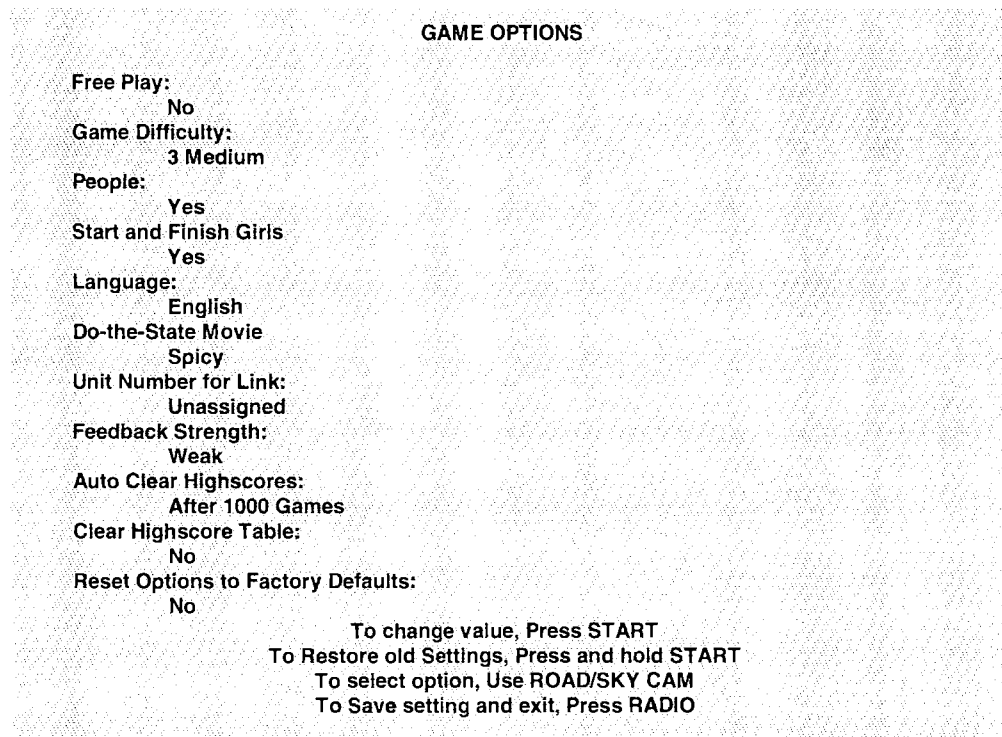 GAME OPTIONS
Free Play:
No
Game Difficulty:
3 Medium
People:
Yes
Start and Finish Girls
Yes
Language:
English
Do-the-State Movie
Spicy
Unit Number for Link:
Unassigned
Feedback Strength:
Weak
Auto Clear Highscores:
After 1000 Games
Clear Highscore Table:
No
Reset Options to Factory Defaults:
No
To change value, Press START
To Restore old Settings, Press and hold START
To select option, Use ROAD/SKY CAM
To Save setting and exit, Press RADIO